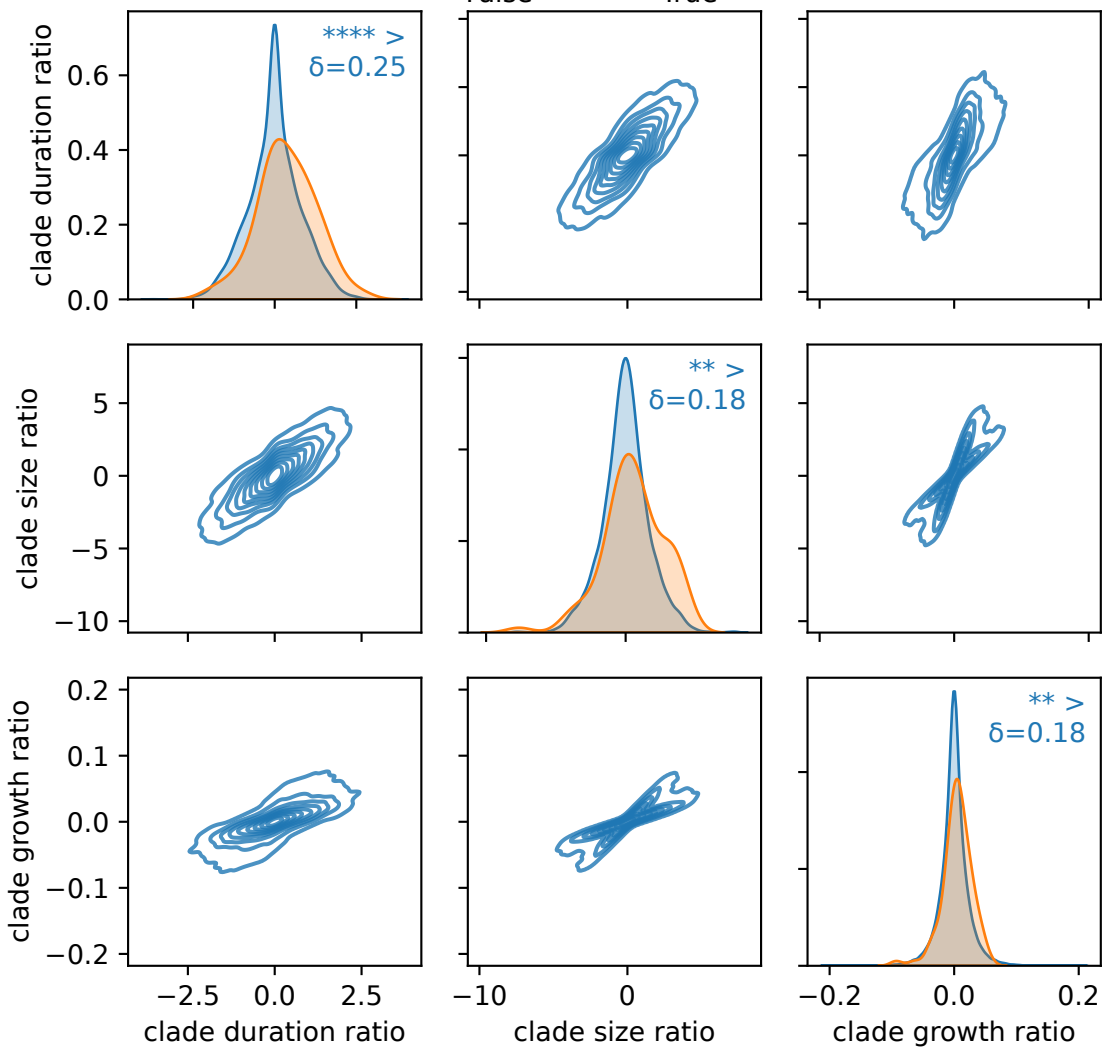 clade duration ratio
0.0
0.2
0.4
0.6
**** >
δ=0.25
clade size ratio
5
0
−5
−10
** >
δ=0.18
clade growth ratio
0.2
0.1
0.0
−0.1
−0.2
** >
δ=0.18
−2.5
0.0
2.5
−10
0
−0.2
0.0
0.2
clade duration ratio
clade size ratio
clade growth ratio